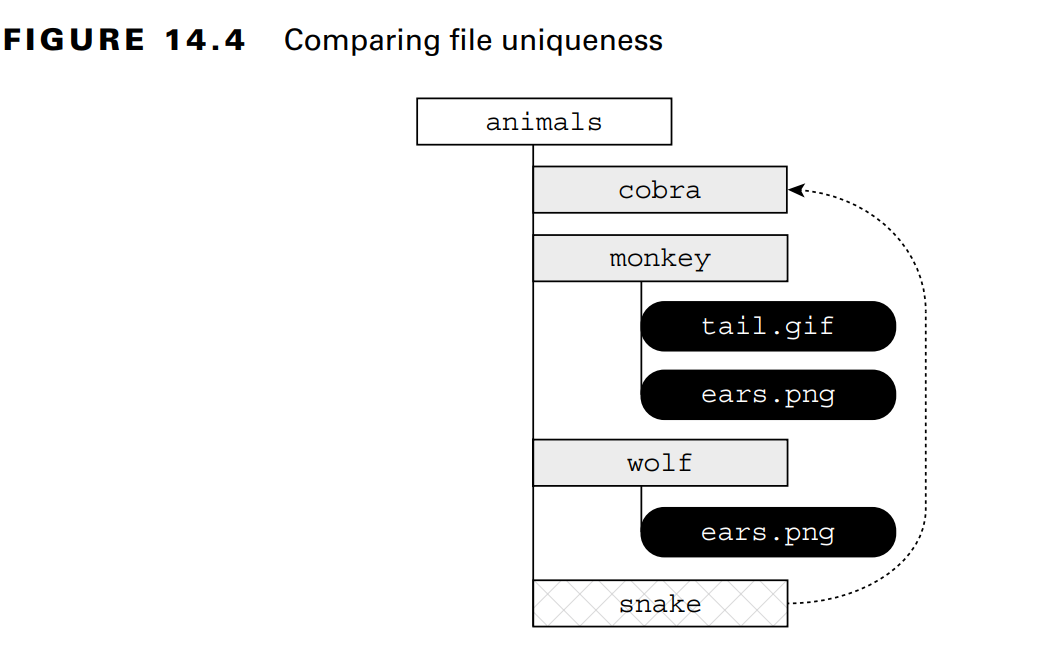 FIGURE 14.4 Comparing file uniqueness
animals
cobra
monkey
tail.gif
ears.png
wolf
ears.png
snake